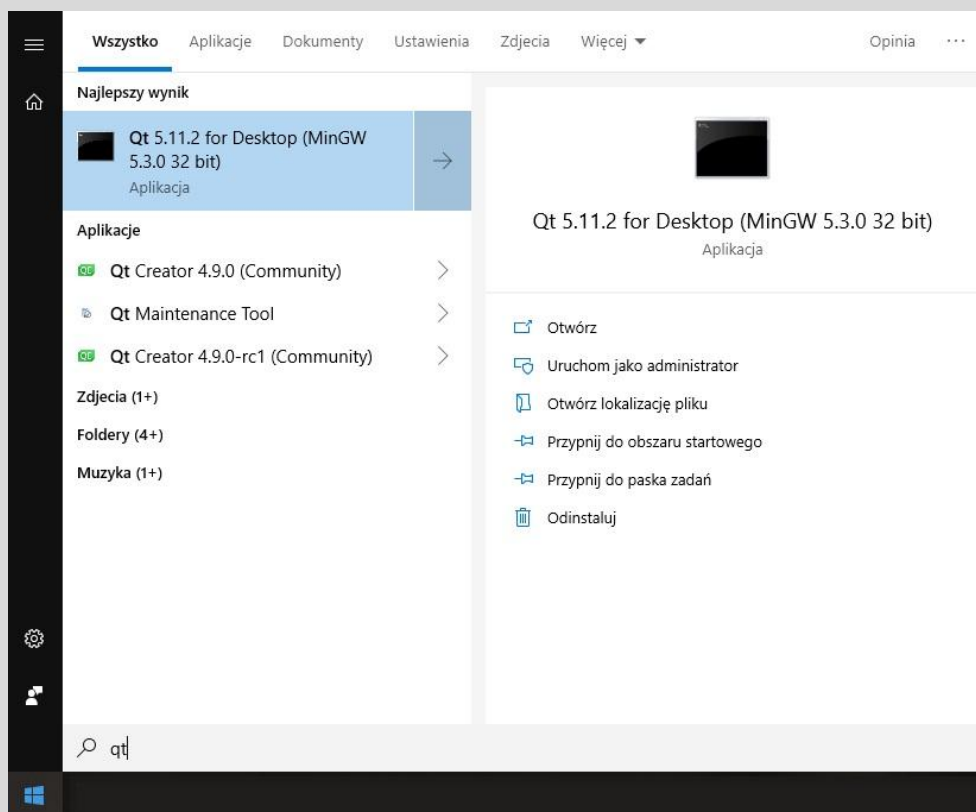 Wszystko Aplikacje Dokumenty Ustawienia Zdjecia Więcej Opinia ...
Najlepszy wynik
Qt 5.11.2 for Desktop (MinGW
5.3.0 32 bit)
Aplikacja
Aplikacje
Qt Creator 4.9.0 (Community)
Qt Maintenance Tool
Qt Creator 4.9.0-rc1 (Community)
Zdjecia (1+)
Foldery (4+)
Muzyka (1+)
Qt 5.11.2 for Desktop (MinGW 5.3.0 32 bit)
Aplikacja
Otwórz
Uruchom jako administrator
Otwórz lokalizację pliku
Przypnij do obszaru startowego
Przypnij do paska zadań
Odinstaluj
qt